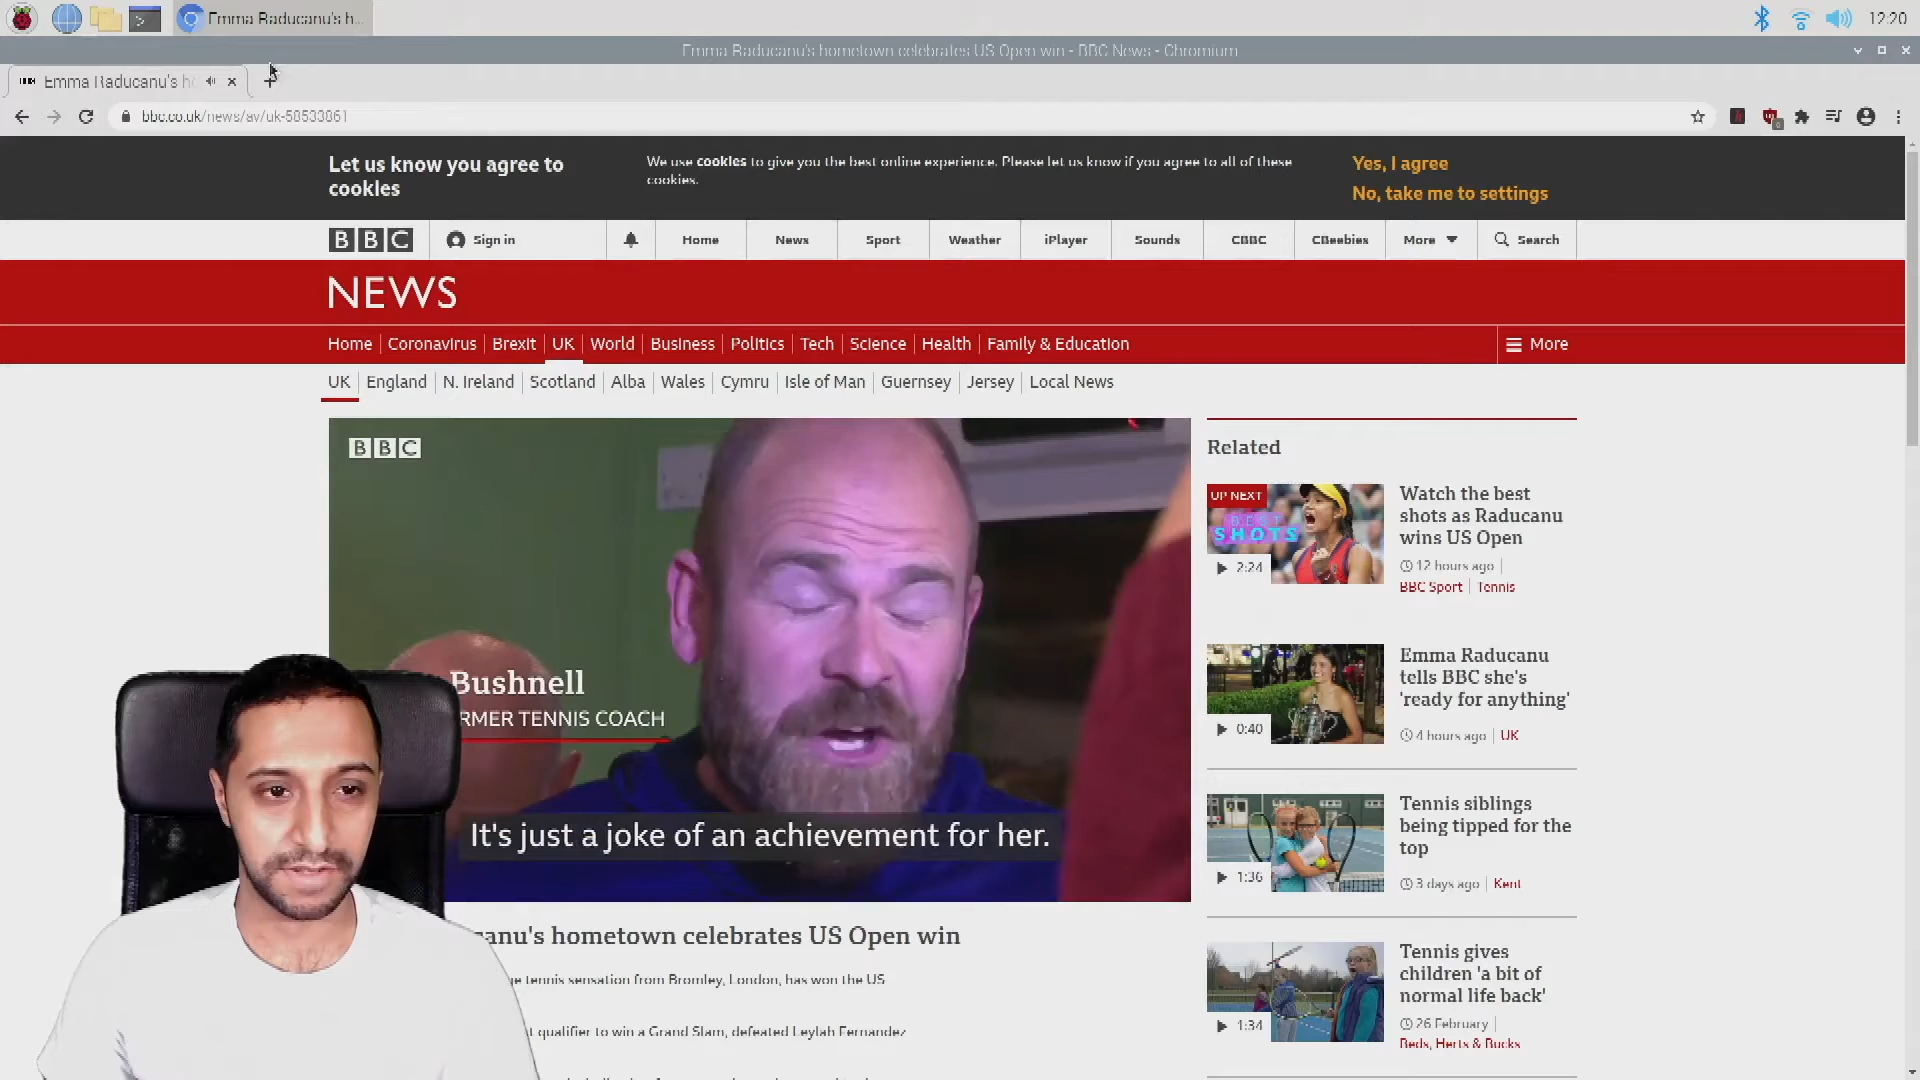 Emma Raducanu's h...
12:20
Emma Raducanu's hometown celebrates US Open win - BBC News - Chromium
Emma Raducanu's ho
bbc.co.uk/news/av/uk-58533861
Let us know you agree to
cookies
We use cookies to give you the best online experience. Please let us know if you agree to all of these
cookies.
Yes, I agree
No, take me to settings
BBC
Sign in
Home
News
Sport
Weather
iPlayer
Sounds
CBBC
CBeebies
More
Search
NEWS
Home
Coronavirus
Brexit
UK
World
Business
Politics
Tech
Science
Health
Family & Education
More
UK
England
N. Ireland
Scotland
Alba
Wales
Cymru
Isle of Man
Guernsey
Jersey
Local News
BBC
Bushnell
RMER TENNIS COACH
It's just a joke of an achievement for her.
canu's hometown celebrates US Open win
ge tennis sensation from Bromley, London, has won the US
t qualifier to win a Grand Slam, defeated Leylah Fernandez
Related
UP NEXT
BEST
SHOTS
2:24
Watch the best
shots as Raducanu
wins US Open
12 hours ago
BBC Sport
Tennis
0:40
Emma Raducanu
tells BBC she's
'ready for anything'
4 hours ago
UK
1:36
Tennis siblings
being tipped for the
top
3 days ago
Kent
1:34
Tennis gives
children 'a bit of
normal life back'
26 February
Beds, Herts & Bucks